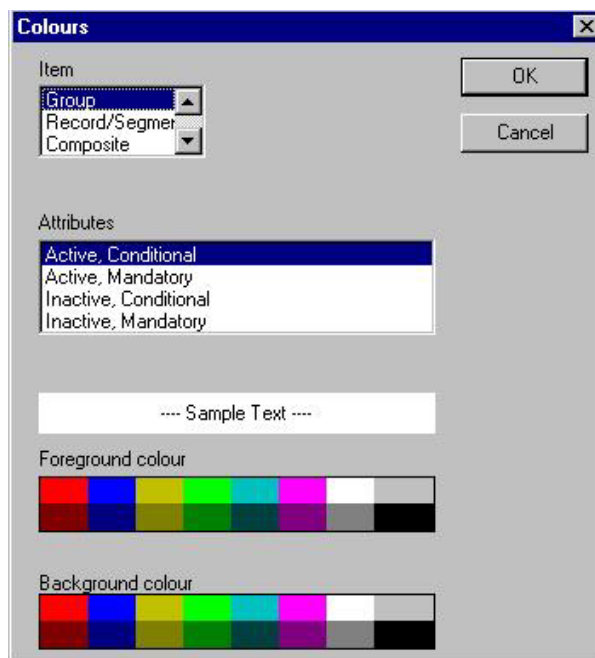 Colours
Item
OK
Group
Record/Segmer
Composite
Cancel
Attributes
Active, Conditional
Active, Mandatory
Inactive, Conditional
Inactive, Mandatory
---- Sample Text ----
Foreground colour
Background colour